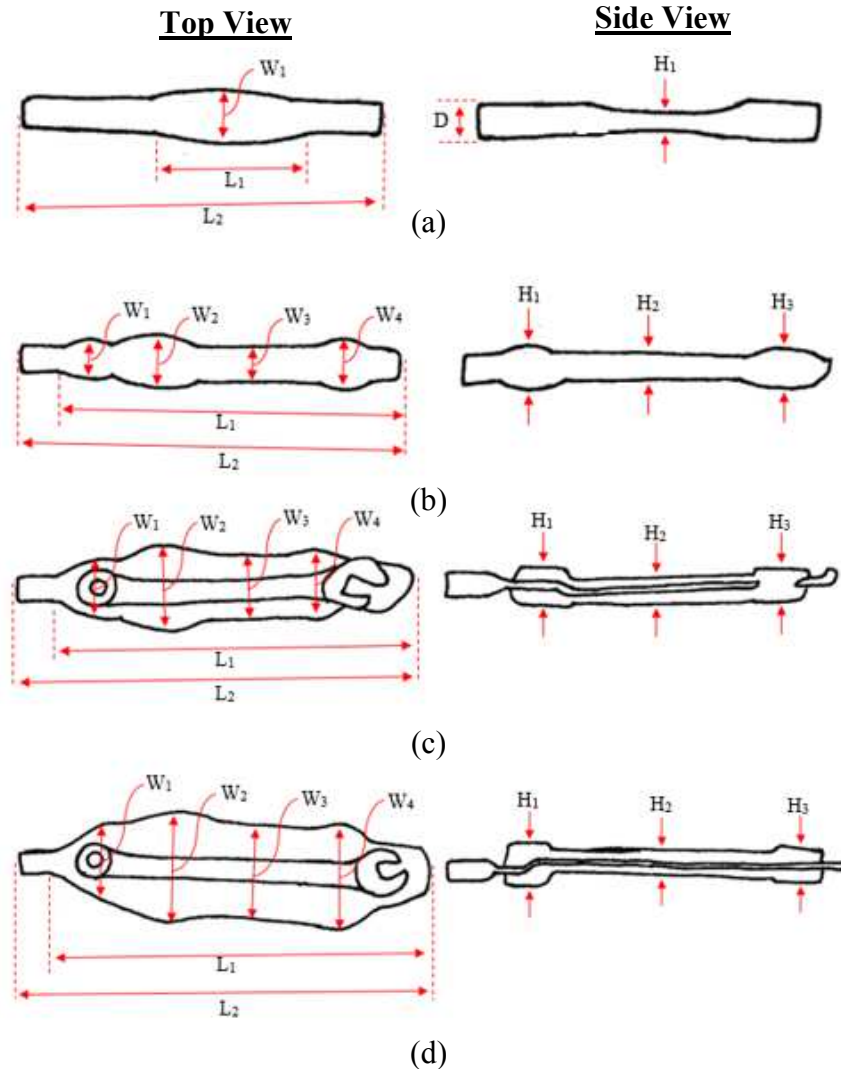 Top View Side View
W₁ H₁
D
L₁
L₂
(a)
W₁ W₂ W₃ W₄ H₁ H₂ H₃
L₁
L₂
(b)
W₁ W₂ W₃ W₄ H₁ H₂ H₃
L₁
L₂
(c)
W₁ W₂ W₃ W₄ H₁ H₂ H₃
L₁
L₂
(d)